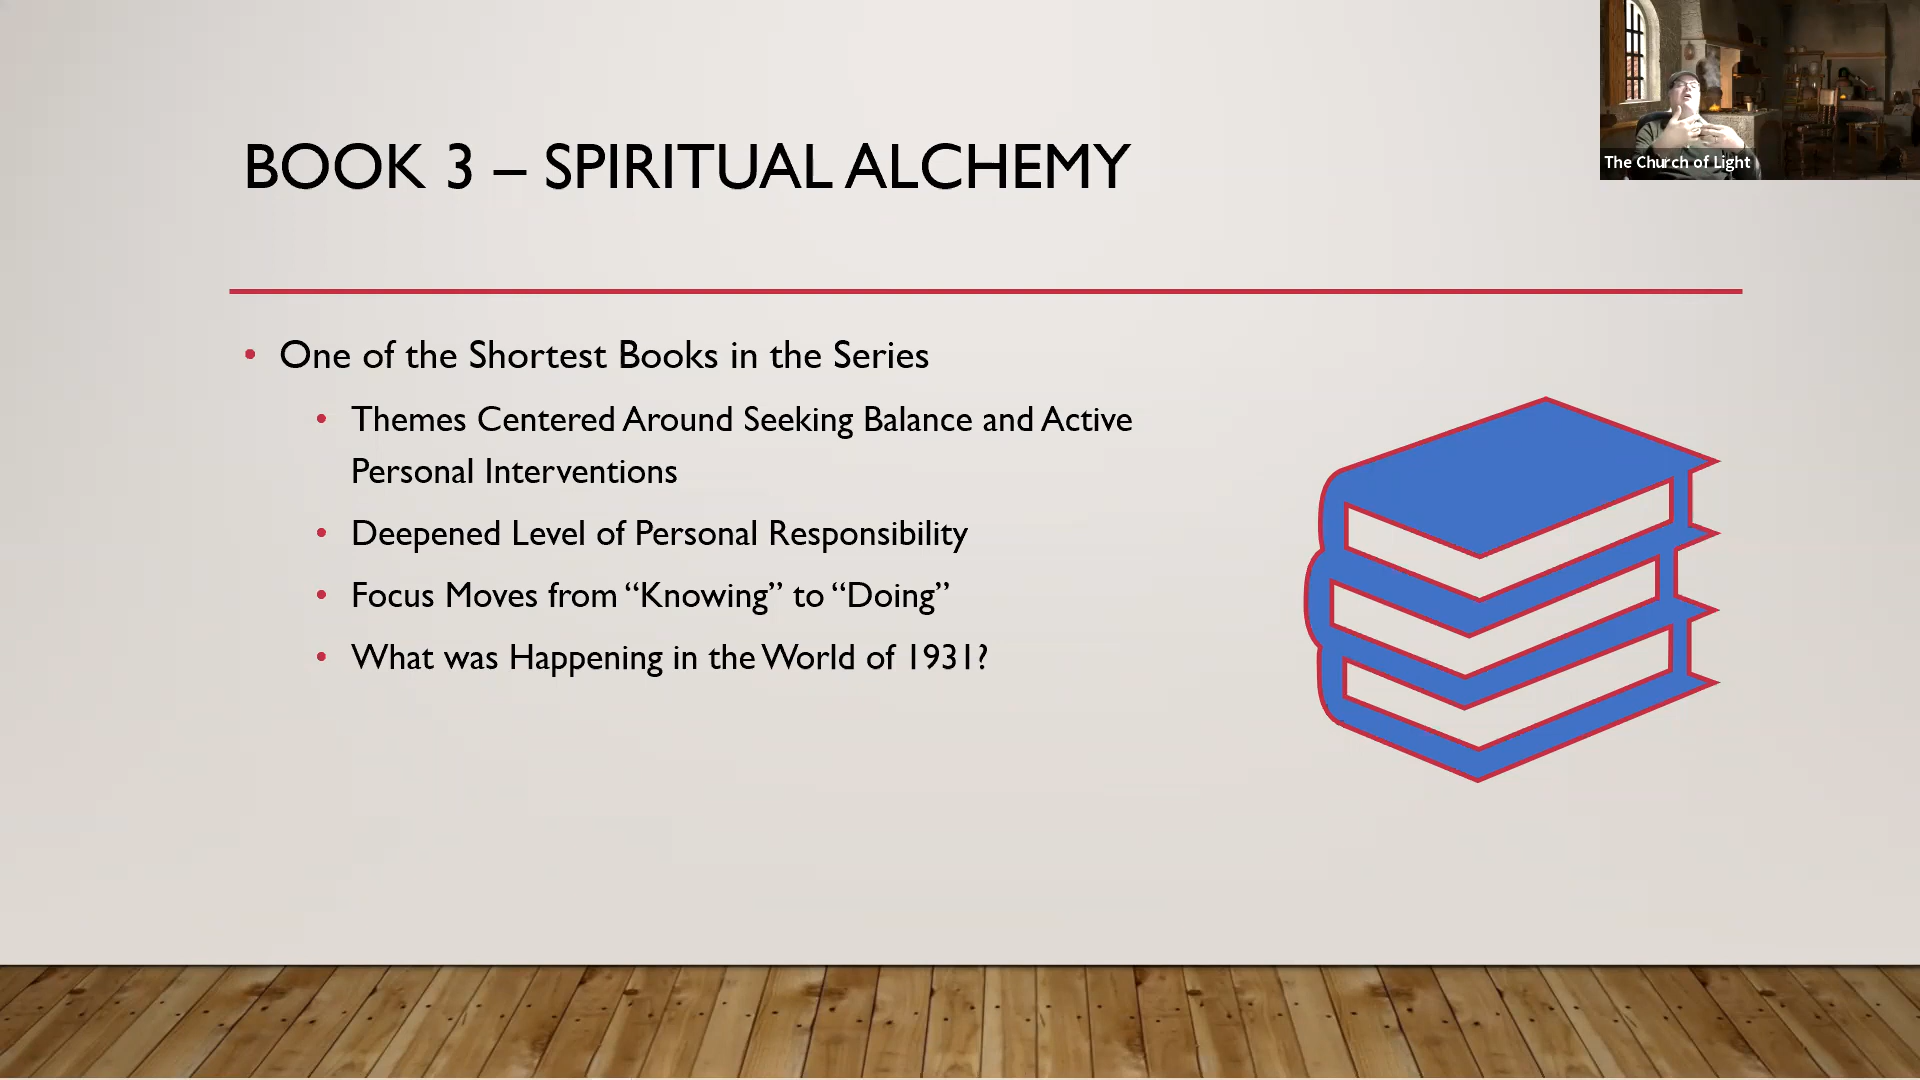 The Church of Light
BOOK 3 – SPIRITUAL ALCHEMY
• One of the Shortest Books in the Series
• Themes Centered Around Seeking Balance and Active
Personal Interventions
• Deepened Level of Personal Responsibility
• Focus Moves from “Knowing” to “Doing”
• What was Happening in the World of 1931?